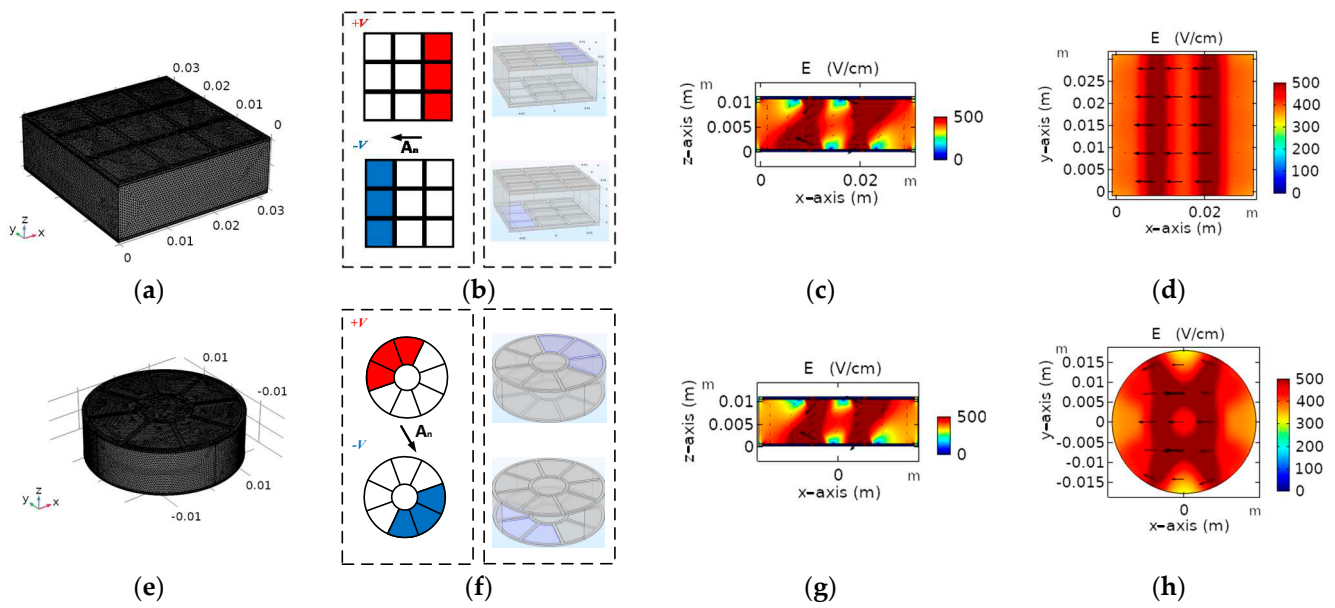 0.03
0.02
0.01
0
0.03
0.02
0.01
0
z
y x
(a)
+V
-V
Aₙ
(b)
E (V/cm)
m
z-axis (m)
0.01
0.005
0
0 0.02 m
x-axis (m)
500
0
(c)
E (V/cm)
m
y-axis (m)
0.025
0.02
0.015
0.01
0.005
0
0 0.02 m
x-axis (m)
500
400
300
200
100
0
(d)
0.01
-0.01
0.01
-0.01
z
y x
(e)
+V
Aₙ
-V
(f)
E (V/cm)
m
z-axis (m)
0.01
0.005
0
0 m
x-axis (m)
500
0
(g)
E (V/cm)
m
y-axis (m)
0.015
0.01
0.005
0
-0.005
-0.01
-0.015
0 m
x-axis (m)
500
400
300
200
100
0
(h)